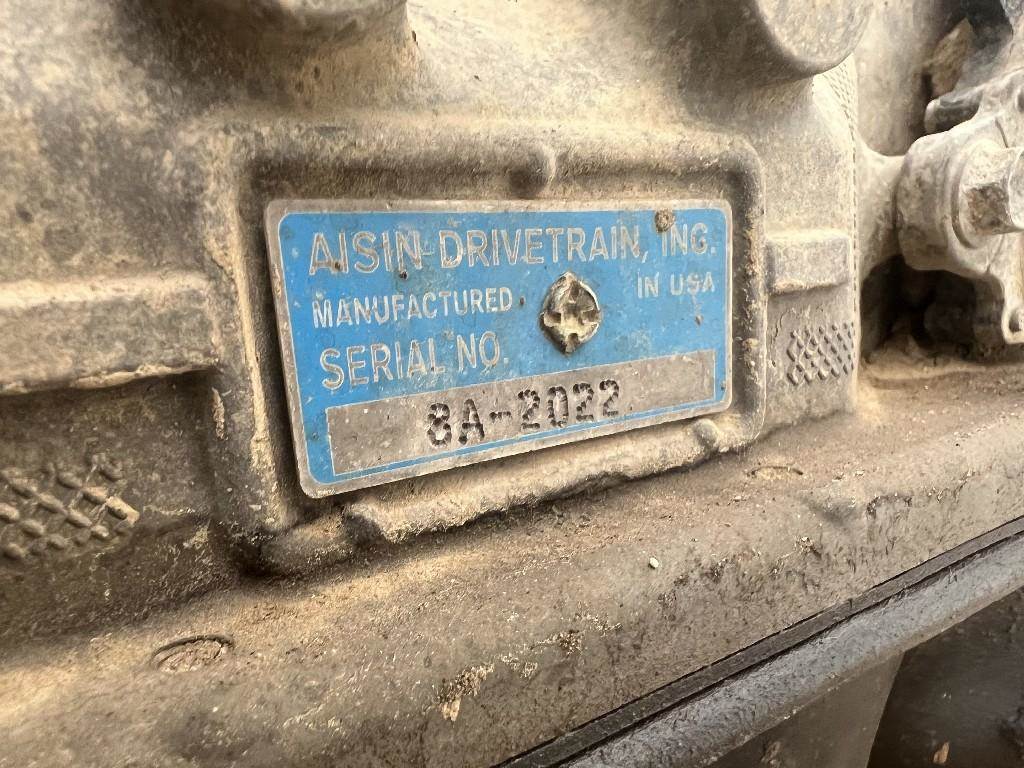 AISIN DRIVETRAIN, INC.
MANUFACTURED IN USA
SERIAL NO.
8A-2022